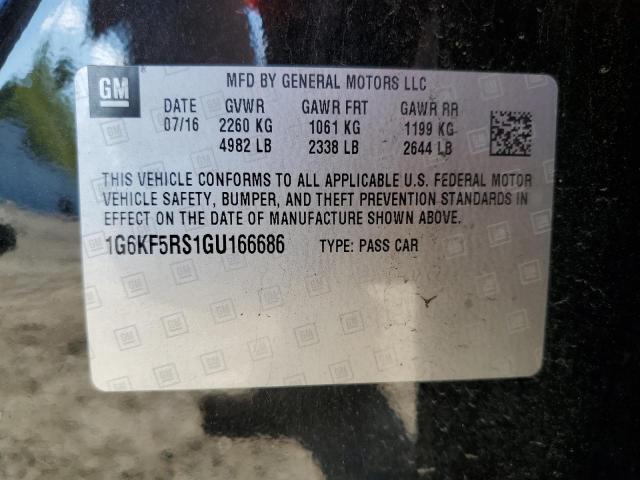 GM
MFD BY GENERAL MOTORS LLC
DATE GVWR GAWR FRT GAWR RR
07/16 2260 KG 1061 KG 1199 KG
4982 LB 2338 LB 2644 LB
THIS VEHICLE CONFORMS TO ALL APPLICABLE U.S. FEDERAL MOTOR
VEHICLE SAFETY, BUMPER, AND THEFT PREVENTION STANDARDS IN
EFFECT ON THE DATE OF MANUFACTURE SHOWN ABOVE.
1G6KF5RS1GU166686 TYPE: PASS CAR